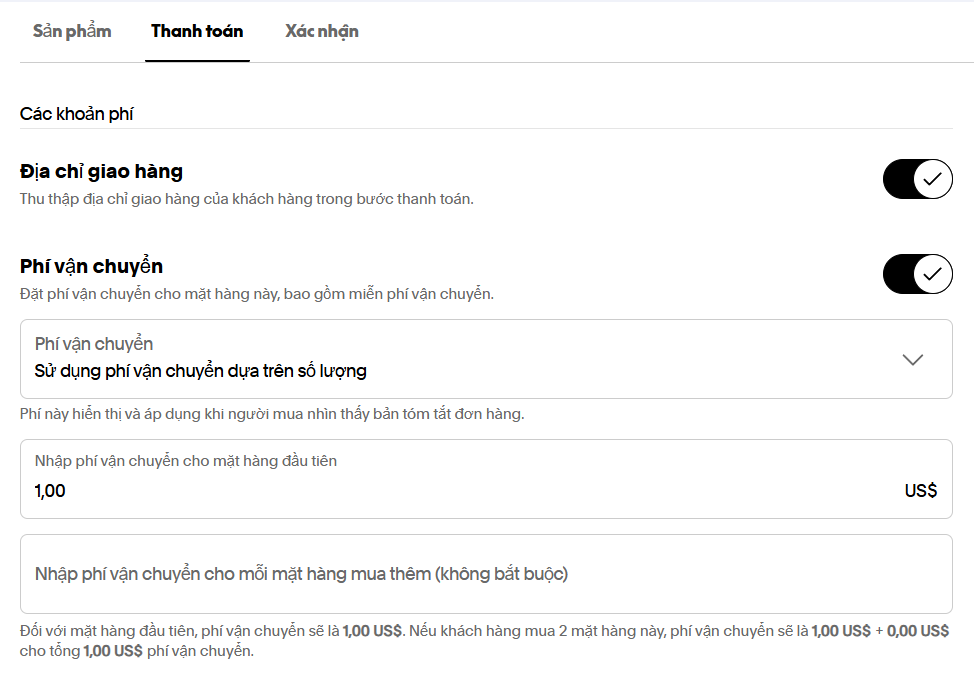 Sản phẩm Thanh toán Xác nhận
Các khoản phí
Địa chỉ giao hàng
Thu thập địa chỉ giao hàng của khách hàng trong bước thanh toán.
Phí vận chuyển
Đặt phí vận chuyển cho mặt hàng này, bao gồm miễn phí vận chuyển.
Phí vận chuyển
Sử dụng phí vận chuyển dựa trên số lượng
Phí này hiển thị và áp dụng khi người mua nhìn thấy bản tóm tắt đơn hàng.
Nhập phí vận chuyển cho mặt hàng đầu tiên
1,00 US$
Nhập phí vận chuyển cho mỗi mặt hàng mua thêm (không bắt buộc)
Đối với mặt hàng đầu tiên, phí vận chuyển sẽ là 1,00 US$. Nếu khách hàng mua 2 mặt hàng này, phí vận chuyển sẽ là 1,00 US$ + 0,00 US$
cho tổng 1,00 US$ phí vận chuyển.